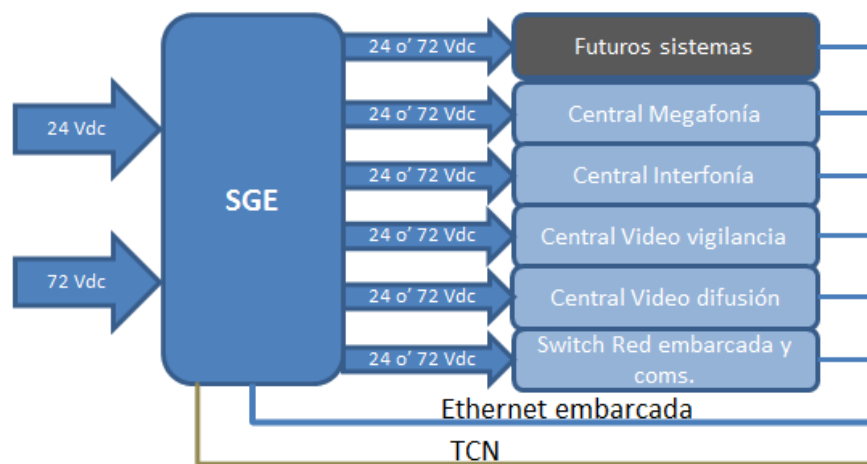 24 o’ 72 Vdc
Futuros sistemas
24 Vdc
24 o’ 72 Vdc
Central Megafonía
24 o’ 72 Vdc
Central Interfonía
SGE
24 o’ 72 Vdc
Central Video vigilancia
72 Vdc
24 o’ 72 Vdc
Central Video difusión
24 o’ 72 Vdc
Switch Red embarcada y
coms.
Ethernet embarcada
TCN